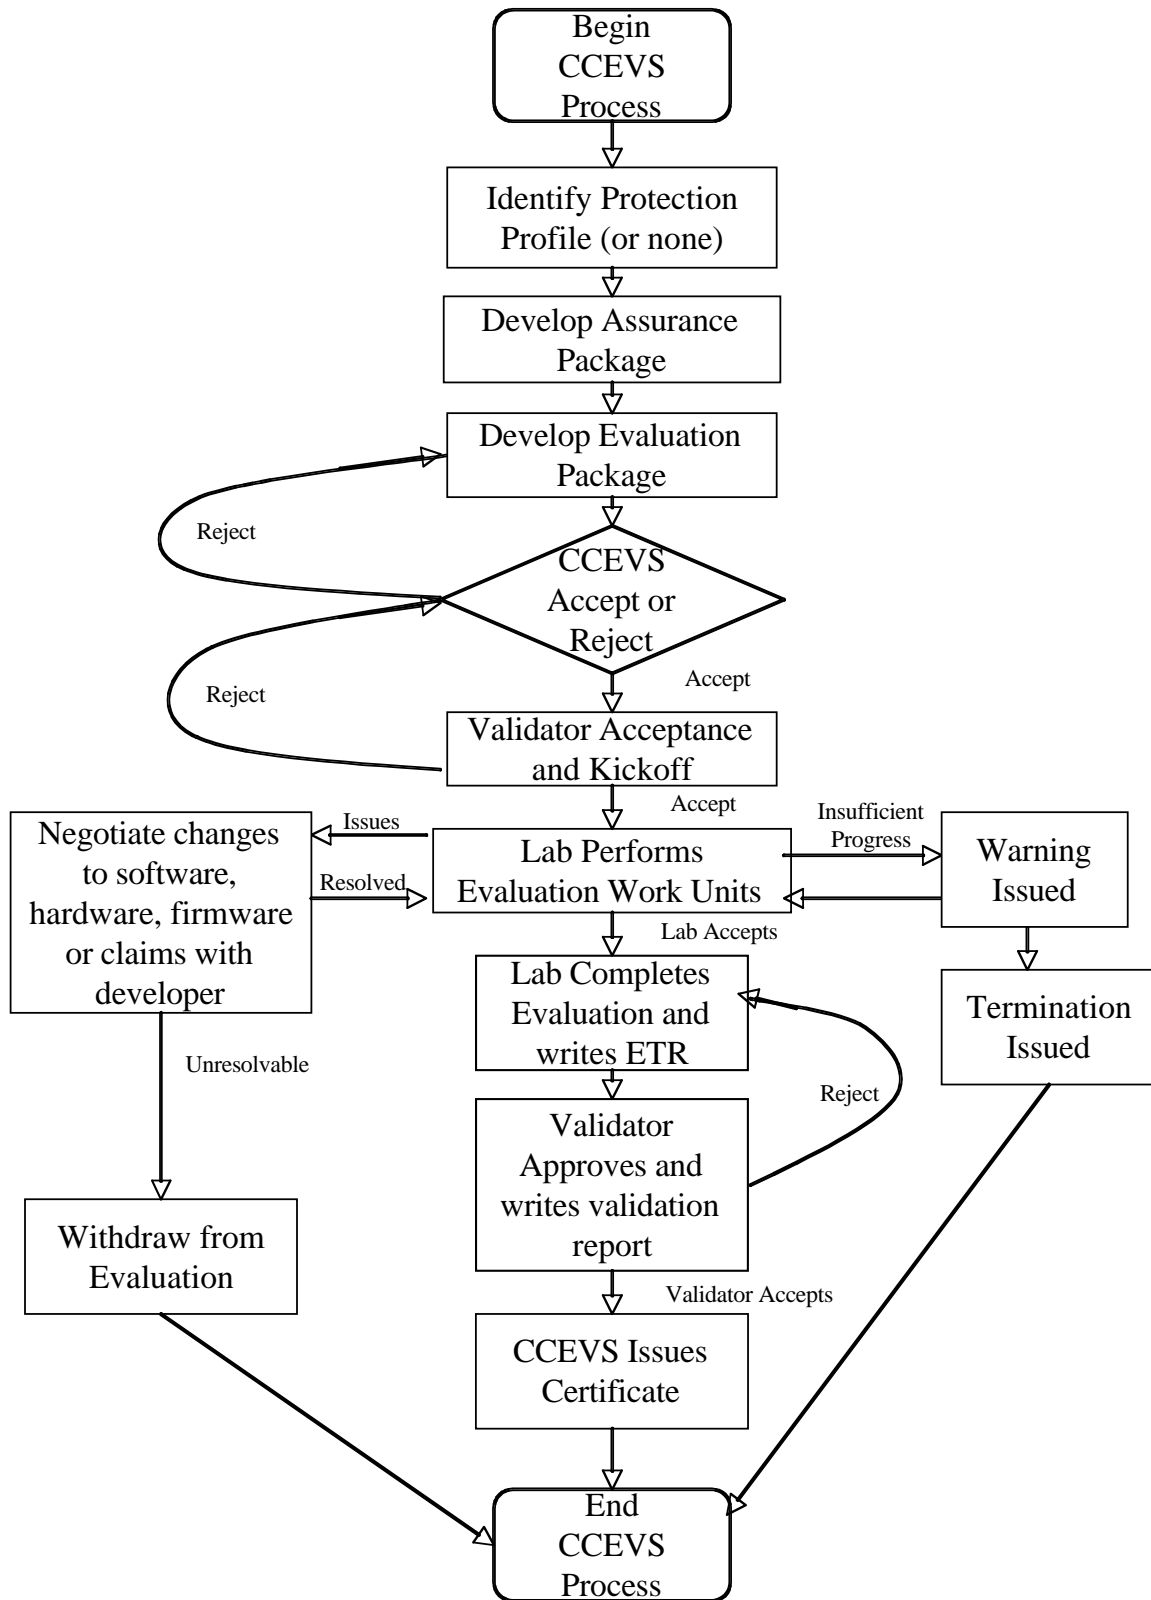 Begin
CCEVS
Process
Identify Protection
Profile (or none)
Develop Assurance
Package
Develop Evaluation
Package
Reject
CCEVS
Accept or
Reject
Accept
Reject
Validator Acceptance
and Kickoff
Accept
Negotiate changes
to software,
hardware, firmware
or claims with
developer
Issues
Resolved
Lab Performs
Evaluation Work Units
Insufficient
Progress
Warning
Issued
Lab Accepts
Lab Completes
Evaluation and
writes ETR
Termination
Issued
Unresolvable
Reject
Validator
Approves and
writes validation
report
Withdraw from
Evaluation
Validator Accepts
CCEVS Issues
Certificate
End
CCEVS
Process